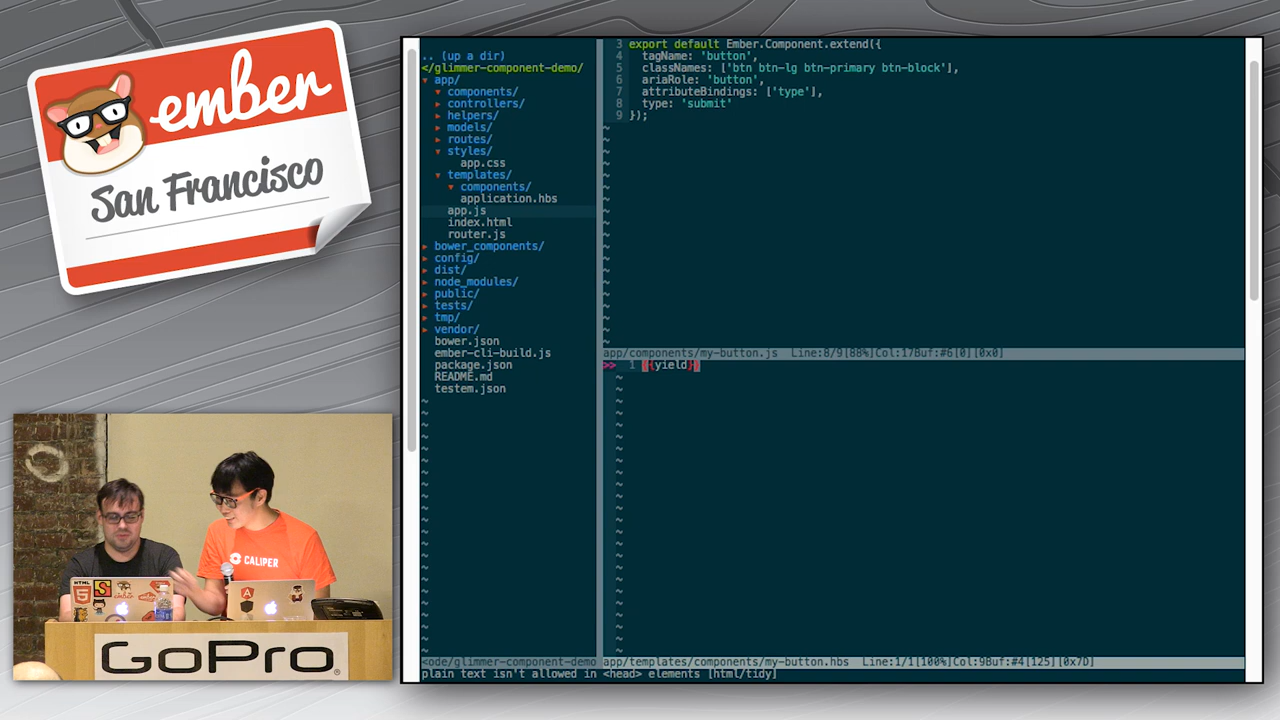 ember
San Francisco
.. (up a dir)
</glimmer-component-demo/
▾ app/
▾ components/
▸ controllers/
▸ helpers/
▸ models/
▸ routes/
▾ styles/
app.css
▾ templates/
▾ components/
application.hbs
app.js
index.html
router.js
▸ bower_components/
▸ config/
▸ dist/
▸ node_modules/
▸ public/
▸ tests/
▸ tmp/
▸ vendor/
bower.json
ember-cli-build.js
package.json
README.md
testem.json
<ode/glimmer-component-demo
3 export default Ember.Component.extend({
4 tagName: 'button',
5 classNames: ['btn btn-lg btn-primary btn-block'],
6 ariaRole: 'button',
7 attributeBindings: ['type'],
8 type: 'submit'
9 });
app/components/my-button.js Line:8/9[88%]Col:17Buf:#6[0][0x0]
>> 1 {{yield}}
app/templates/components/my-button.hbs Line:1/1[100%]Col:9Buf:#4[125][0x7D]
plain text isn't allowed in <head> elements [html/tidy]
CALIPER
HTML
5
S
A
GoPro